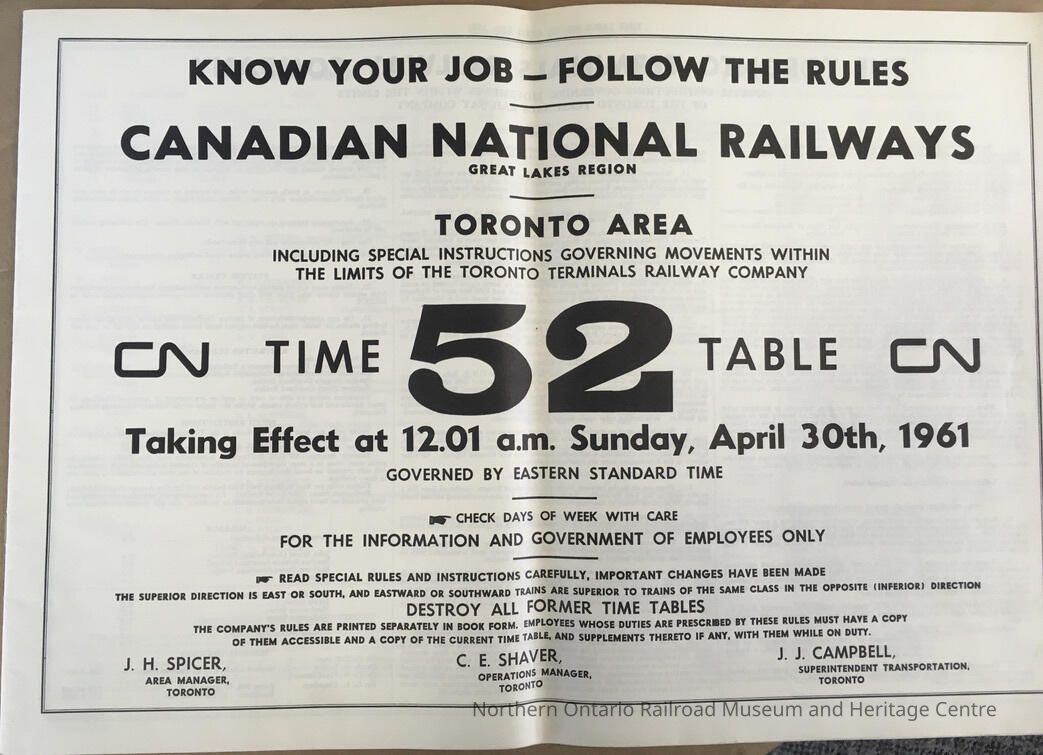 KNOW YOUR JOB – FOLLOW THE RULES
CANADIAN NATIONAL RAILWAYS
GREAT LAKES REGION
TORONTO AREA
INCLUDING SPECIAL INSTRUCTIONS GOVERNING MOVEMENTS WITHIN
THE LIMITS OF THE TORONTO TERMINALS RAILWAY COMPANY
CN TIME 52 TABLE CN
Taking Effect at 12.01 a.m. Sunday, April 30th, 1961
GOVERNED BY EASTERN STANDARD TIME
☛ CHECK DAYS OF WEEK WITH CARE
FOR THE INFORMATION AND GOVERNMENT OF EMPLOYEES ONLY
☛ READ SPECIAL RULES AND INSTRUCTIONS CAREFULLY, IMPORTANT CHANGES HAVE BEEN MADE
THE SUPERIOR DIRECTION IS EAST OR SOUTH, AND EASTWARD OR SOUTHWARD TRAINS ARE SUPERIOR TO TRAINS OF THE SAME CLASS IN THE OPPOSITE (INFERIOR) DIRECTION
DESTROY ALL FORMER TIME TABLES
THE COMPANY'S RULES ARE PRINTED SEPARATELY IN BOOK FORM. EMPLOYEES WHOSE DUTIES ARE PRESCRIBED BY THESE RULES MUST HAVE A COPY
OF THEM ACCESSIBLE AND A COPY OF THE CURRENT TIME TABLE, AND SUPPLEMENTS THERETO IF ANY, WITH THEM WHILE ON DUTY.
J. H. SPICER,
AREA MANAGER,
TORONTO
C. E. SHAVER,
OPERATIONS MANAGER,
TORONTO
J. J. CAMPBELL,
SUPERINTENDENT TRANSPORTATION,
TORONTO
Northern Ontario Railroad Museum and Heritage Centre